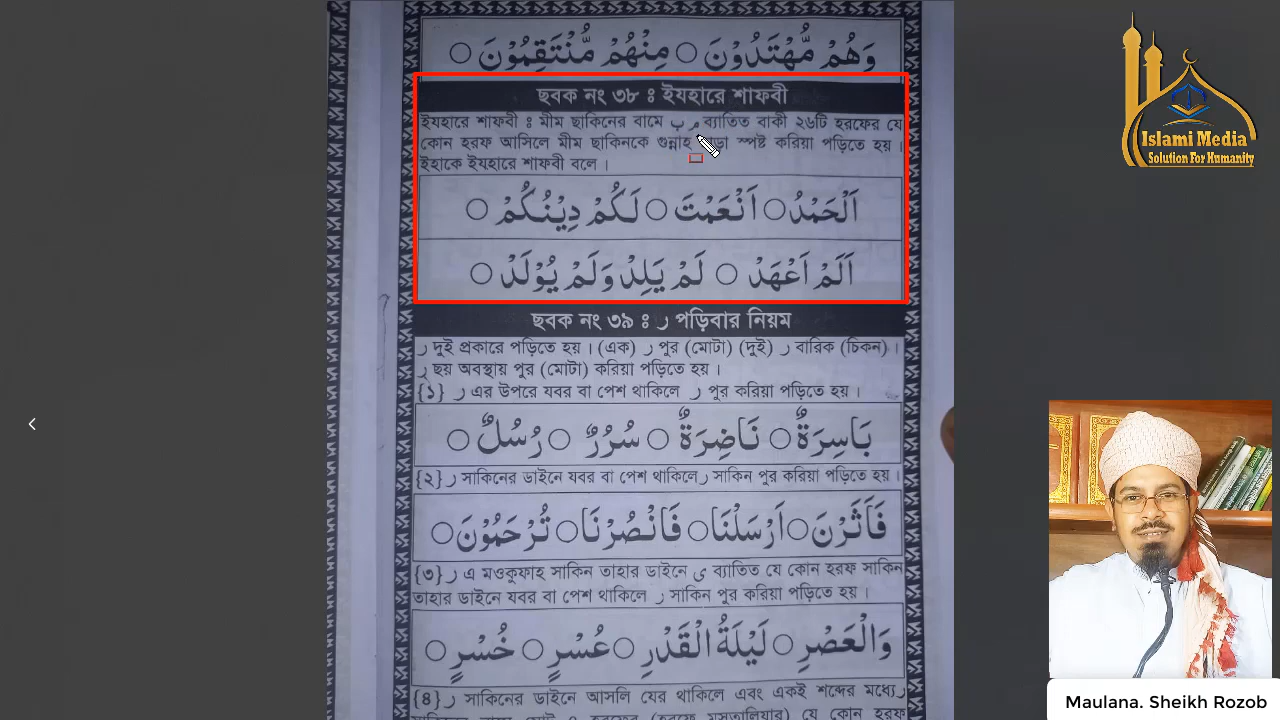 وَهُمْ مُّهْتَدُوْنَ ○ مِنْهُمْ مُّنْتَقِمُوْنَ ○
ছবক নং ৩৮ ঃ ইযহারে শাফবী
ইযহারে শাফবী ঃ মীম ছাকিনের বামে م ب ব্যাতিত বাকী ২৬টি হরফের যে
কোন হরফ আসিলে মীম ছাকিনকে গুন্নাহ ছাড়া স্পষ্ট করিয়া পড়িতে হয়।
ইহাকে ইযহারে শাফবী বলে।
اَلْحَمْدُ ○ اَنْعَمْتَ ○ لَكُمْ دِيْنُكُمْ ○
اَلَمْ اَعْهَدْ ○ لَمْ يَلِدْ وَلَمْ يُوْلَدْ ○
ছবক নং ৩৯ ঃ ر পড়িবার নিয়ম
ر দুই প্রকারে পড়িতে হয়। (এক) ر পুর (মোটা) (দুই) ر বারিক (চিকন)।
ر ছয় অবস্থায় পুর (মোটা) করিয়া পড়িতে হয়।
{১} ر এর উপরে যবর বা পেশ থাকিলে ر পুর করিয়া পড়িতে হয়।
بَاسِرَةٌ ○ نَاضِرَةٌ ○ سُرُرٌ ○ رُسُلٌ ○
{২} ر সাকিনের ডাইনে যবর বা পেশ থাকিলে ر সাকিন পুর করিয়া পড়িতে হয়।
فَاَثَرْنَ ○ اَرْسَلْنَا ○ فَانْصُرْنَا ○ تُرْحَمُوْنَ ○
{৩} ر এ মওকুফাহ সাকিন তাহার ডাইনে ى ব্যাতিত যে কোন হরফ সাকিন
তাহার ডাইনে যবর বা পেশ থাকিলে ر সাকিন পুর করিয়া পড়িতে হয়।
وَالْعَصْرِ ○ لَيْلَةُ الْقَدْرِ ○ عُسْرٍ ○ خُسْرٍ ○
{৪} ر সাকিনের ডাইনে আসলি যের থাকিলে এবং একই শব্দের মধ্যে ر
Islami Media
Solution For Humanity
Maulana. Sheikh Rozob